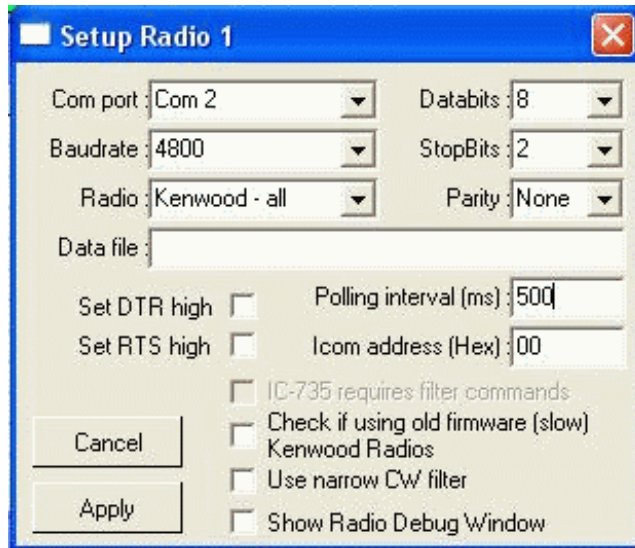 Setup Radio 1
Com port : Com 2 Databits : 8
Baudrate : 4800 StopBits : 2
Radio : Kenwood - all Parity : None
Data file :
Set DTR high Polling interval (ms) : 500
Set RTS high Icom address (Hex) : 00
IC-735 requires filter commands
Check if using old firmware (slow)
Kenwood Radios
Cancel
Use narrow CW filter
Apply
Show Radio Debug Window